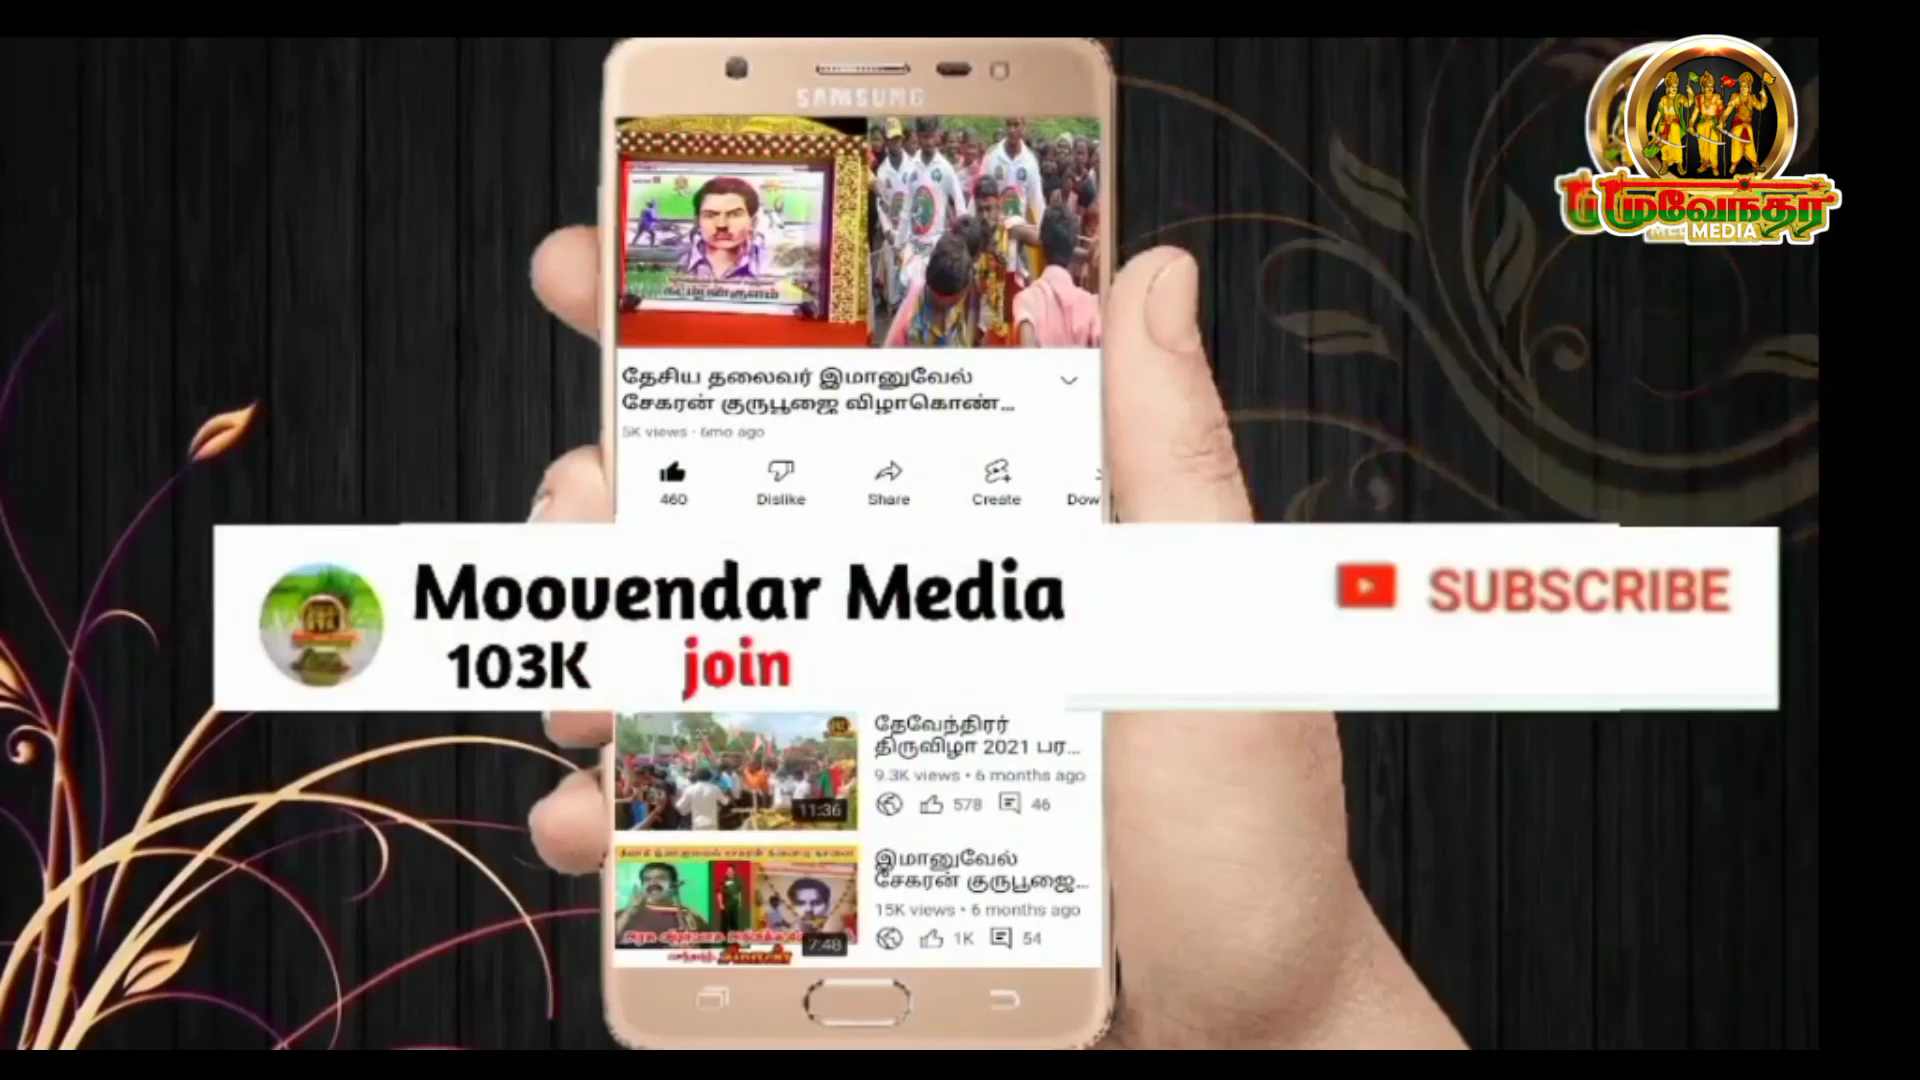 SAMSUNG
மூவேந்தர்
MEDIA
தேசிய தலைவர் இமானுவேல்
சேகரன் குருபூஜை விழாகொண்...
5K views · 6mo ago
460
Dislike
Share
Create
Dow
Moovendar Media
SUBSCRIBE
103K
join
தேவேந்திரர்
திருவிழா 2021 பர...
9.3K views • 6 months ago
578
46
11:36
இமானுவேல்
சேகரன் குருபூஜை...
15K views • 6 months ago
1K
54
7:48